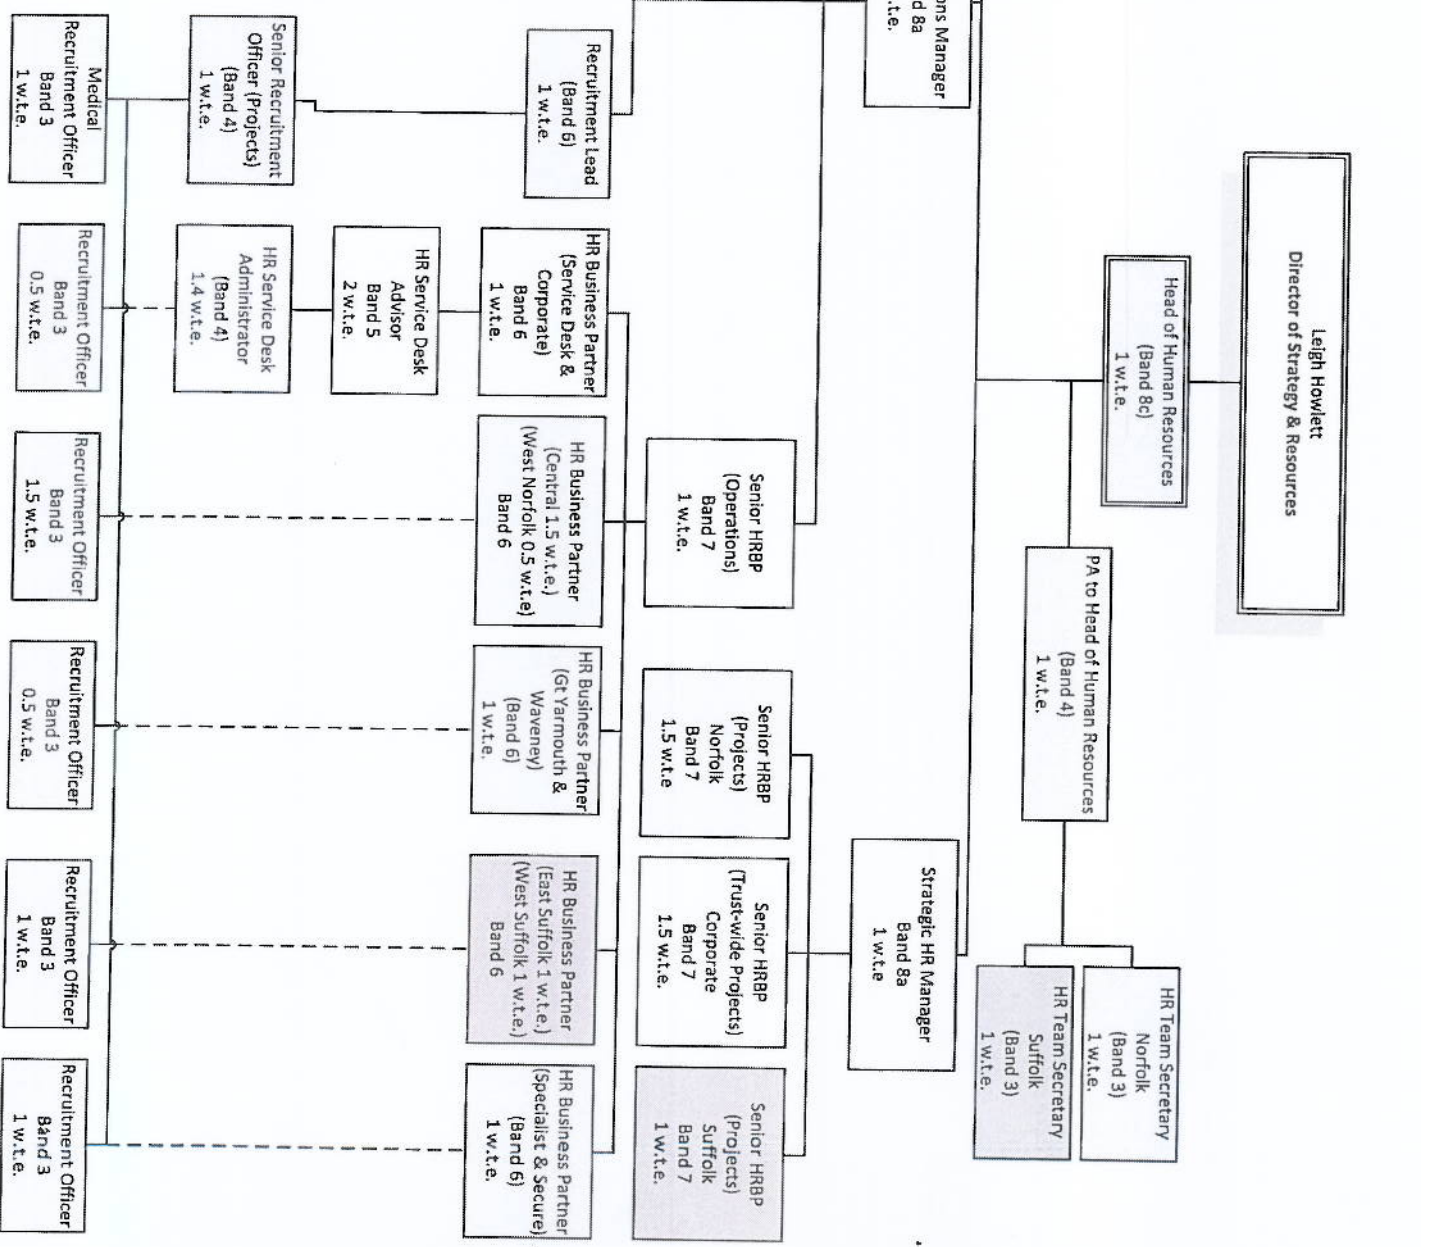 Leigh Howlett
Director of Strategy & Resources
Head of Human Resources
(Band 8c)
1 w.t.e.
PA to Head of Human Resources
(Band 4)
1 w.t.e.
HR Team Secretary
Norfolk
(Band 3)
1 w.t.e.
HR Team Secretary
Suffolk
(Band 3)
1 w.t.e.
ons Manager
d 8a
.t.e.
Strategic HR Manager
Band 8a
1 w.t.e
Senior HRBP
(Operations)
Band 7
1 w.t.e.
Senior HRBP
(Projects)
Norfolk
Band 7
1.5 w.t.e
Senior HRBP
(Trust-wide Projects)
Corporate
Band 7
1.5 w.t.e.
Senior HRBP
(Projects)
Suffolk
Band 7
1 w.t.e.
Recruitment Lead
(Band 6)
1 w.t.e.
HR Business Partner
(Service Desk &
Corporate)
Band 6
1 w.t.e.
HR Business Partner
(Central 1.5 w.t.e.)
(West Norfolk 0.5 w.t.e)
Band 6
HR Business Partner
(Gt Yarmouth &
Waveney)
(Band 6)
1 w.t.e.
HR Business Partner
(East Suffolk 1 w.t.e.)
(West Suffolk 1 w.t.e.)
Band 6
HR Business Partner
(Specialist & Secure)
(Band 6)
1 w.t.e.
HR Service Desk
Advisor
Band 5
2 w.t.e.
Senior Recruitment
Officer (Projects)
(Band 4)
1 w.t.e.
HR Service Desk
Administrator
(Band 4)
1.4 w.t.e.
Medical
Recruitment Officer
Band 3
1 w.t.e.
Recruitment Officer
Band 3
0.5 w.t.e.
Recruitment Officer
Band 3
1.5 w.t.e.
Recruitment Officer
Band 3
0.5 w.t.e.
Recruitment Officer
Band 3
1 w.t.e.
Recruitment Officer
Band 3
1 w.t.e.